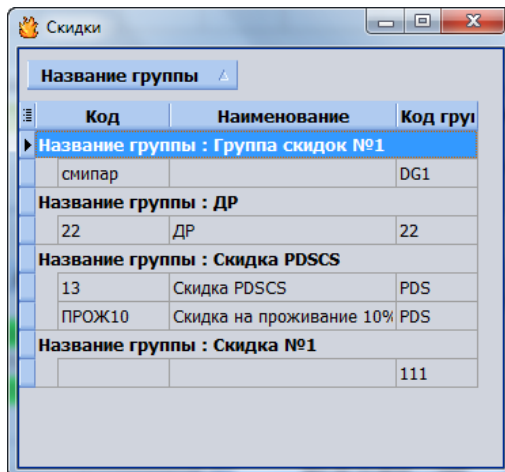 Скидки
Название группы
Код Наименование Код груп
Название группы : Группа скидок №1
смипар DG1
Название группы : ДР
22 ДР 22
Название группы : Скидка PDSCS
13 Скидка PDSCS PDS
ПРОЖ10 Скидка на проживание 10% PDS
Название группы : Скидка №1
111